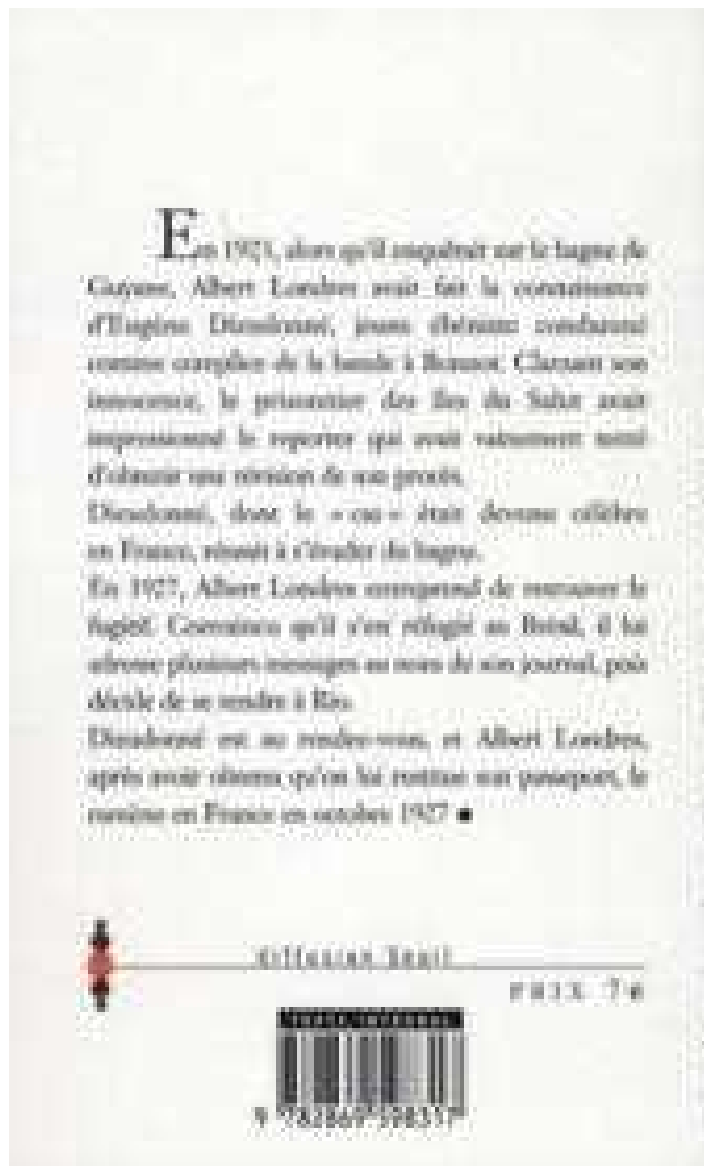 En 1923, alors qu'il enquêtait sur le bagne de
Guyane, Albert Londres avait fait la connaissance
d'Eugène Dieudonné, jeune ébéniste condamné
comme complice de la bande à Bonnot. Clamant son
innocence, le prisonnier des îles du Salut avait
impressionné le reporter qui avait vainement tenté
d'obtenir une révision de son procès.
Dieudonné, dont le « cas » était devenu célèbre
en France, réussit à s'évader du bagne.
En 1927, Albert Londres entreprend de retrouver le
fugitif. Convaincu qu'il s'est réfugié au Brésil, il lui
adresse plusieurs messages au nom de son journal, puis
décide de se rendre à Rio.
Dieudonné est au rendez-vous, et Albert Londres,
après avoir obtenu qu'on lui restitue son passeport, le
ramène en France en octobre 1927 ■
diffusion Seuil
PRIX 7€
9 782869 598317